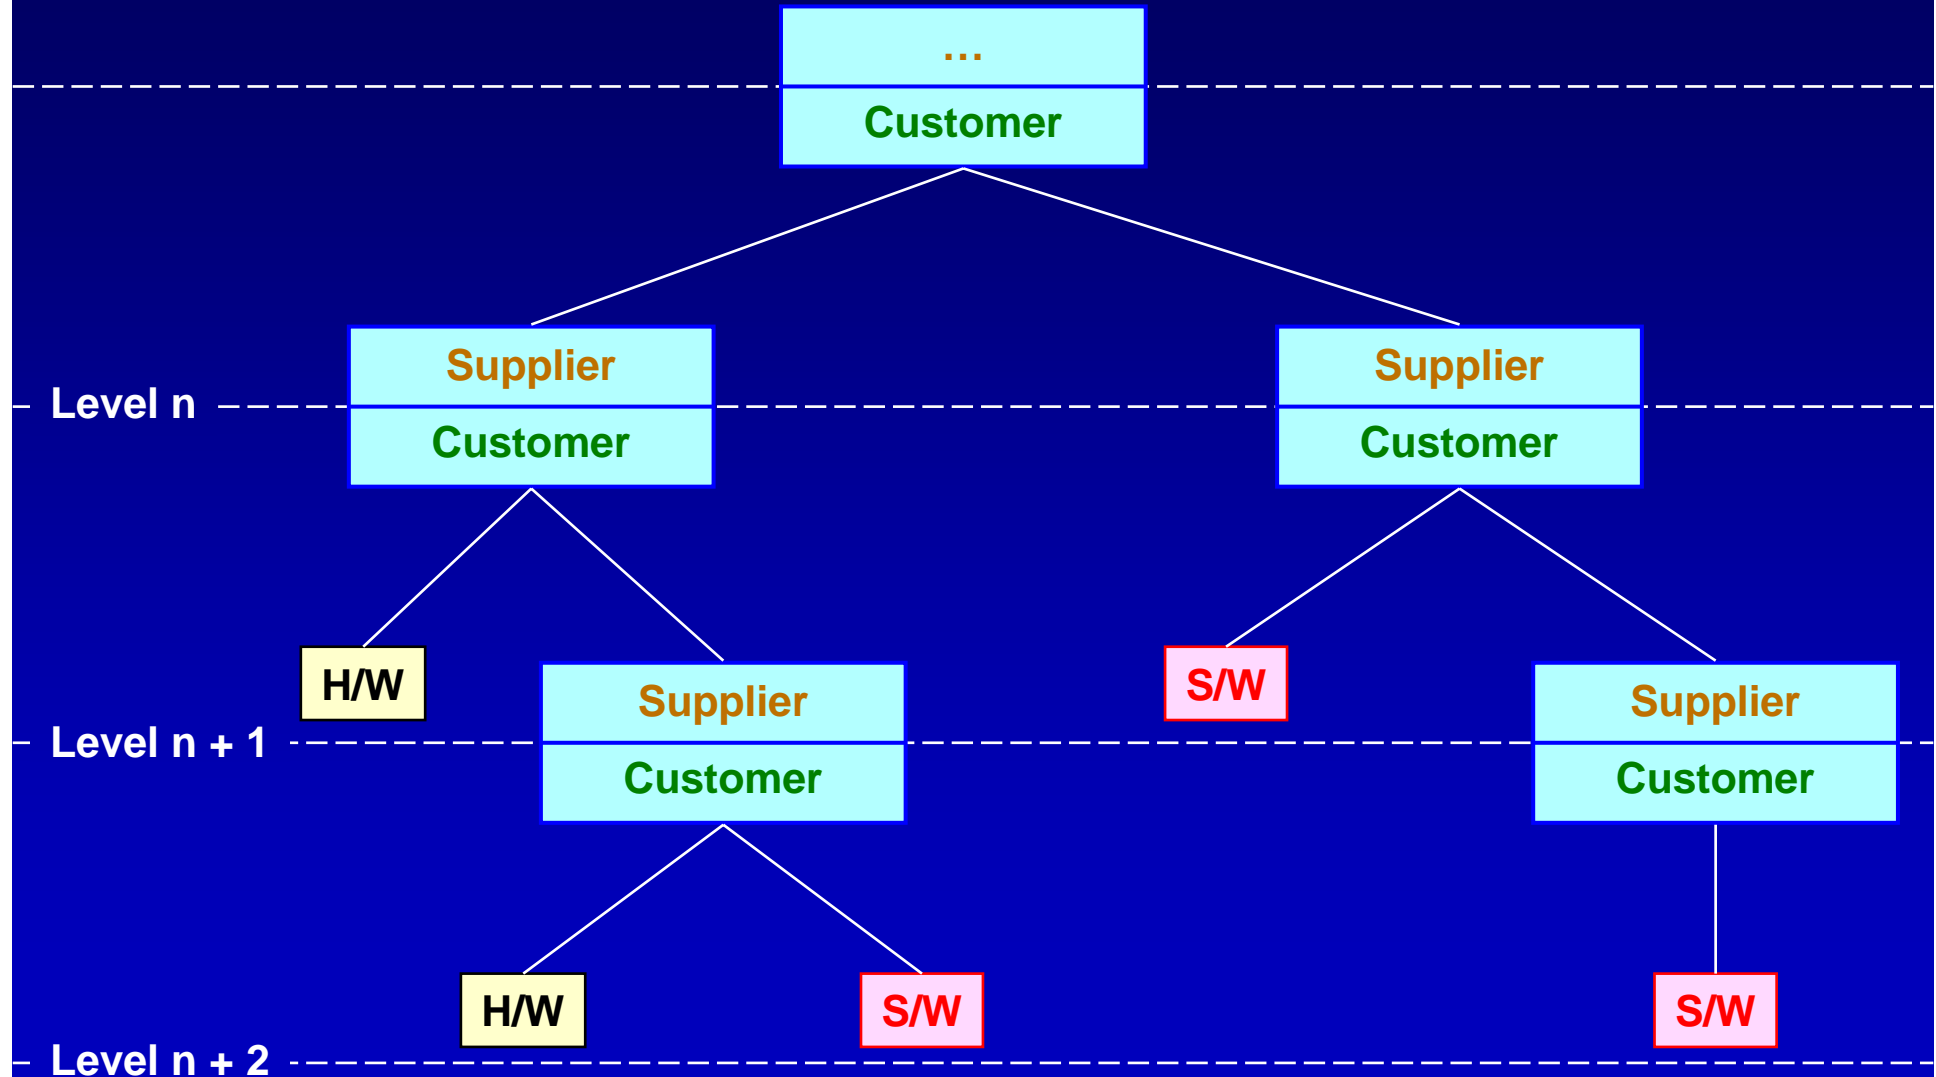 …
Customer
Supplier
Supplier
Level n
Customer
Customer
H/W
S/W
Supplier
Supplier
Level n + 1
Customer
Customer
H/W
S/W
S/W
Level n + 2